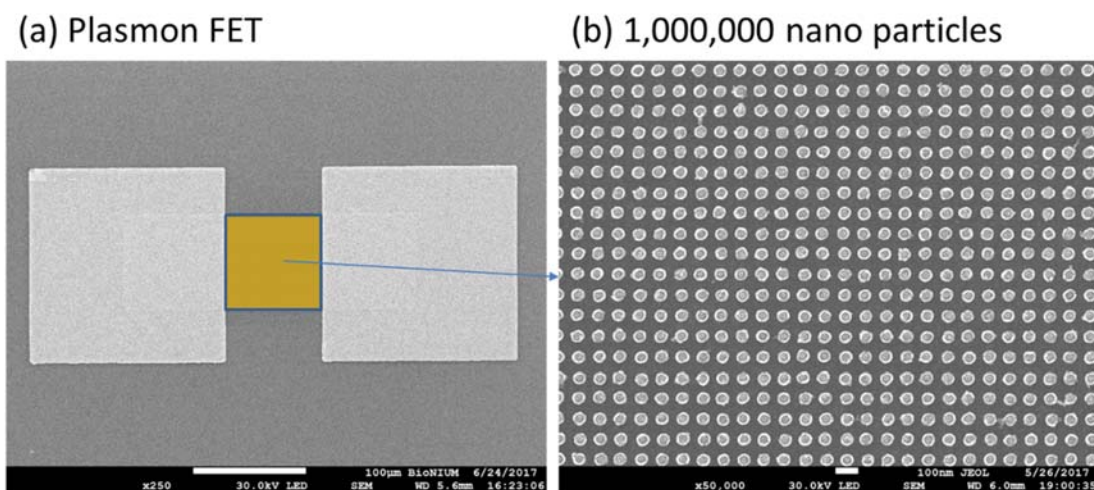 (a) Plasmon FET
(b) 1,000,000 nano particles
100μm BioNIUM 6/24/2017
x250 30.0kV LED SEM WD 5.6mm 16:23:06
100nm JEOL 5/26/2017
x50,000 30.0kV LED SEM WD 6.0mm 19:00:35